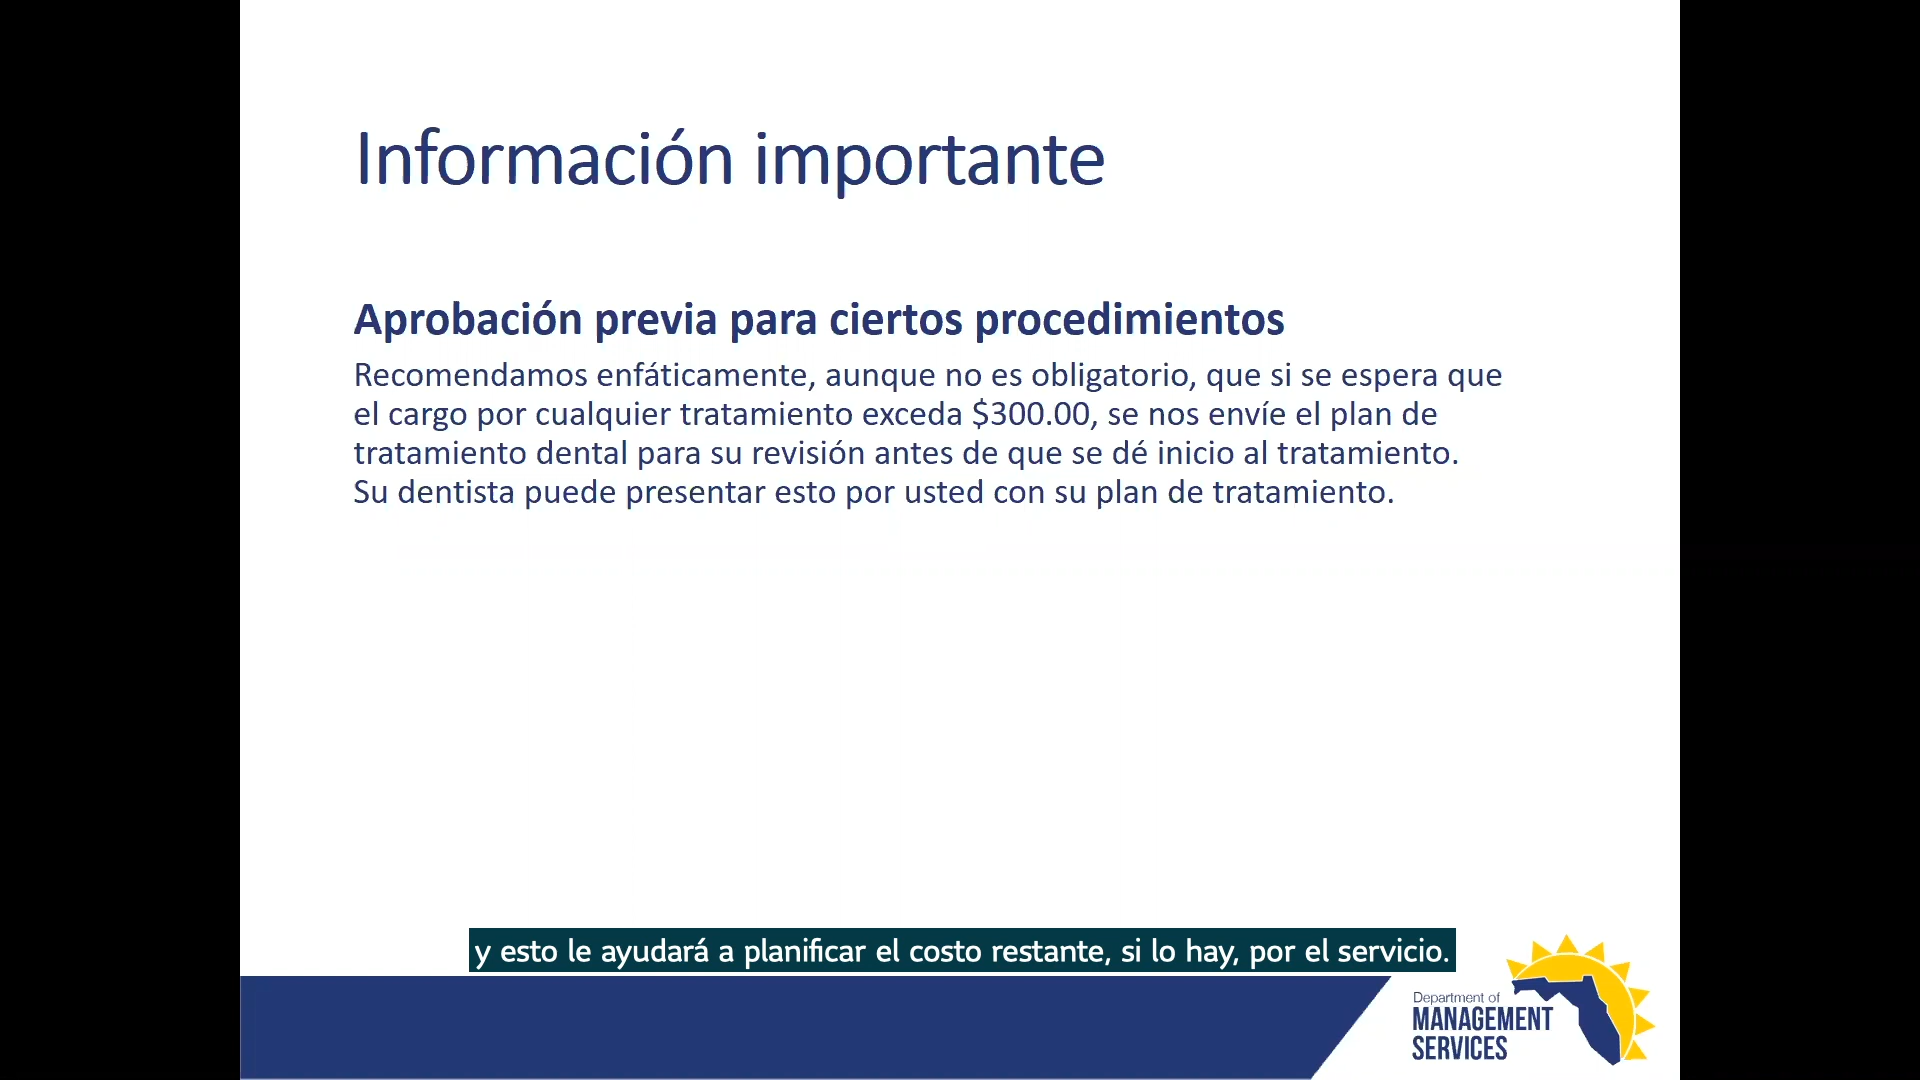 Información importante
Aprobación previa para ciertos procedimientos
Recomendamos enfáticamente, aunque no es obligatorio, que si se espera que
el cargo por cualquier tratamiento exceda $300.00, se nos envíe el plan de
tratamiento dental para su revisión antes de que se dé inicio al tratamiento.
Su dentista puede presentar esto por usted con su plan de tratamiento.
y esto le ayudará a planificar el costo restante, si lo hay, por el servicio.
Department of
MANAGEMENT
SERVICES